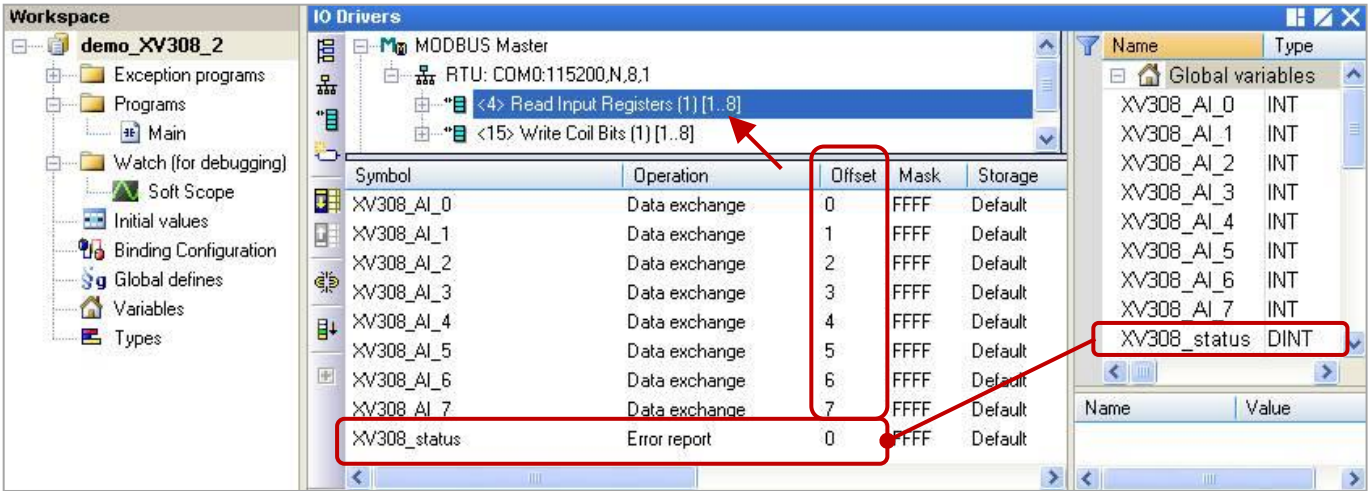 Workspace
demo_XV308_2
Exception programs
Programs
Main
Watch (for debugging)
Soft Scope
Initial values
Binding Configuration
Global defines
Variables
Types
IO Drivers
MODBUS Master
RTU: COM0:115200,N,8,1
<4> Read Input Registers (1) [1..8]
<15> Write Coil Bits (1) [1..8]
Symbol Operation Offset Mask Storage
XV308_AI_0 Data exchange 0 FFFF Default
XV308_AI_1 Data exchange 1 FFFF Default
XV308_AI_2 Data exchange 2 FFFF Default
XV308_AI_3 Data exchange 3 FFFF Default
XV308_AI_4 Data exchange 4 FFFF Default
XV308_AI_5 Data exchange 5 FFFF Default
XV308_AI_6 Data exchange 6 FFFF Default
XV308_AI_7 Data exchange 7 FFFF Default
XV308_status Error report 0 FFFF Default
Name Type
Global variables
XV308_AI_0 INT
XV308_AI_1 INT
XV308_AI_2 INT
XV308_AI_3 INT
XV308_AI_4 INT
XV308_AI_5 INT
XV308_AI_6 INT
XV308_AI_7 INT
XV308_status DINT
Name Value